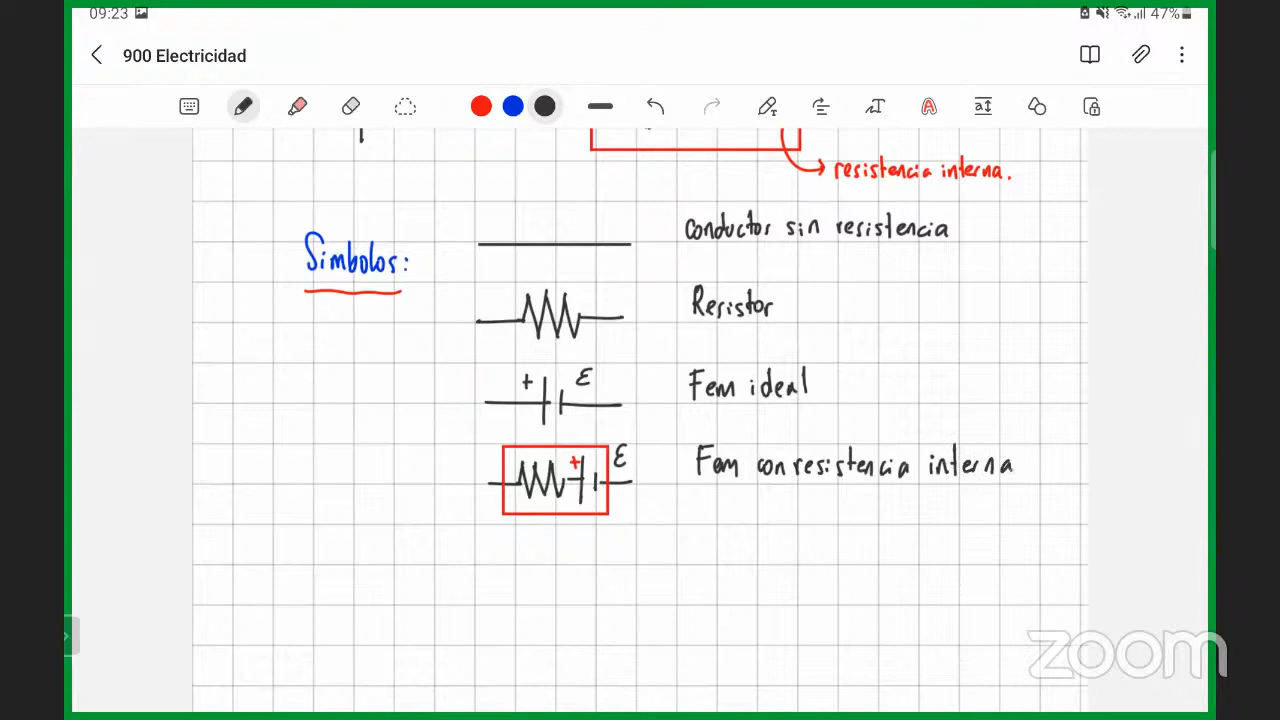 09:23
47%
900 Electricidad
resistencia interna.
Simbolos:
conductor sin resistencia
Resistor
+ ε
Fem ideal
+ ε
Fem con resistencia interna
zoom